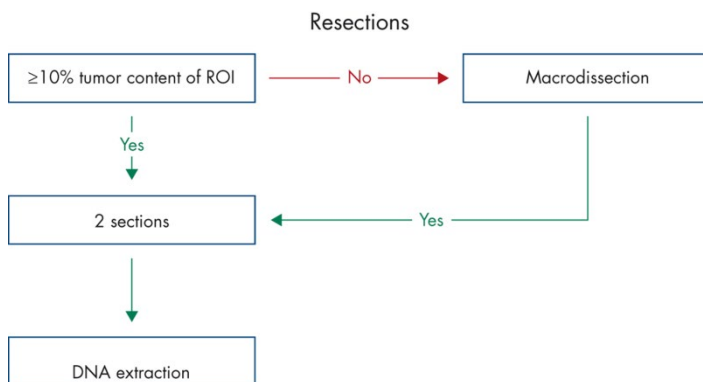 Resections
≥10% tumor content of ROI
No
Macrodissection
Yes
2 sections
Yes
DNA extraction